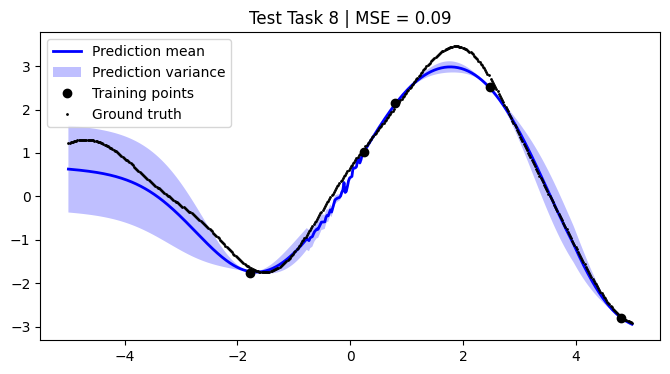 Test Task 8 | MSE = 0.09
Prediction mean
Prediction variance
Training points
Ground truth
3
2
1
0
−1
−2
−3
−4
−2
0
2
4